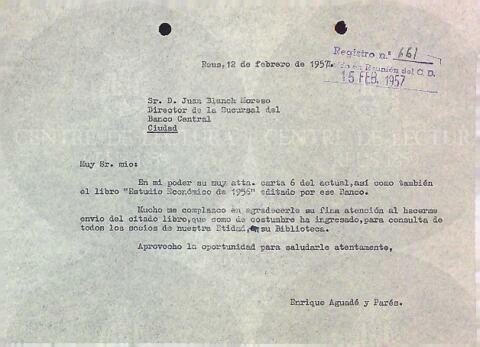 Reus, 12 de febrero de 1957.
Registro n.º 661
en Reunión del C. D.
15 FEB. 1957
Sr. D. Juan Blanch Moreso
Director de la Sucursal del
Banco Central
Ciudad
Muy Sr. mio:
En mi poder su muy atta. carta 6 del actual, así como también
el libro "Estudio Económico de 1956" editado por ese Banco.
Mucho me complazco en agradecerle su fina atención al hacerme
envio del citado libro, que como de costumbre ha ingresado, para consulta de
todos los socios de nuestra Etidad, en su Biblioteca.
Aprovecho la oportunidad para saludarle atentamente,
Enrique Aguadé y Parés.